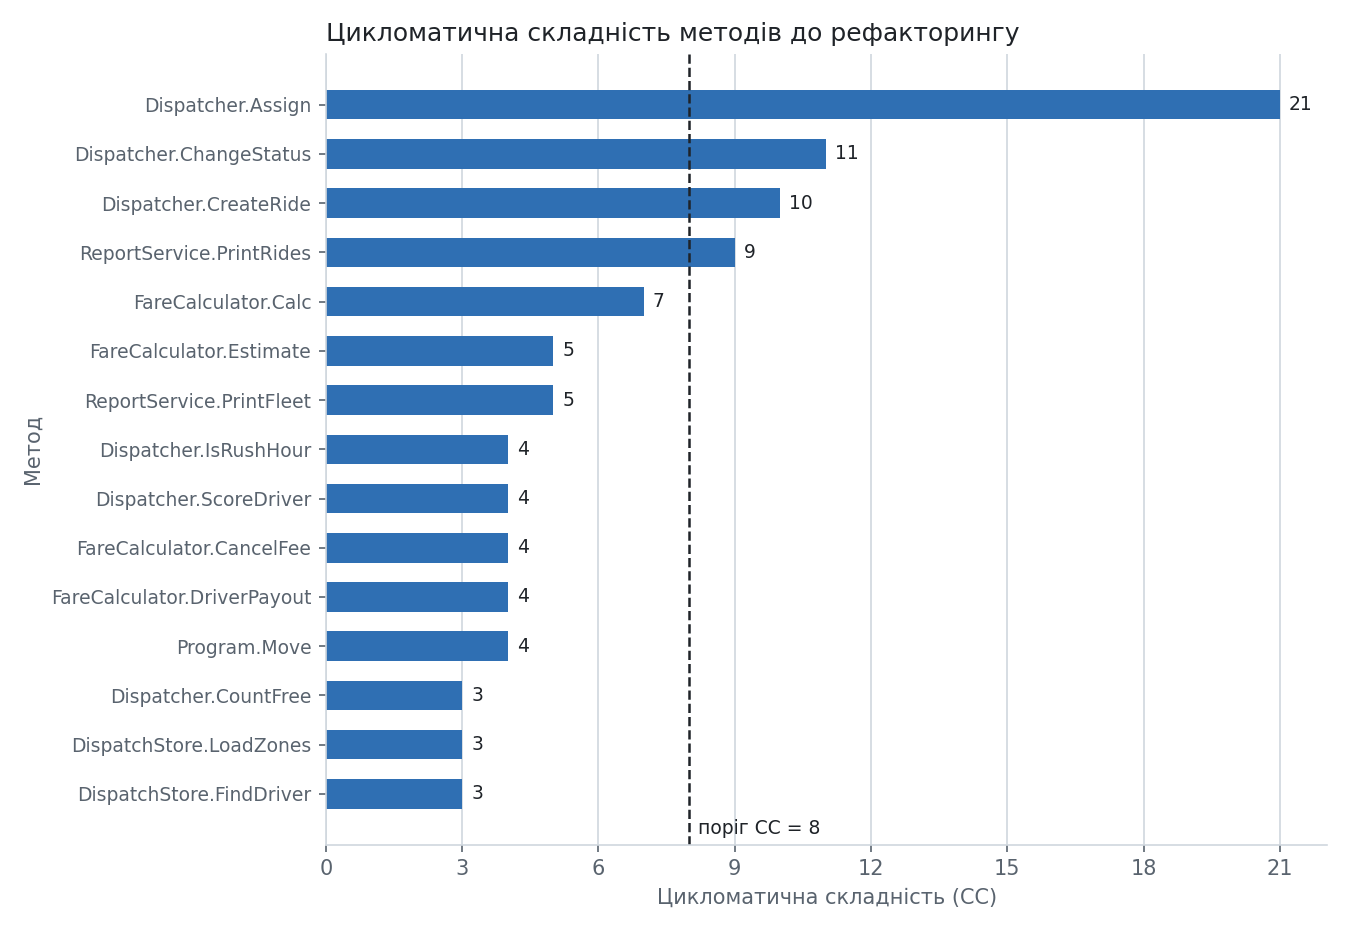 Цикломатична складність методів до рефакторингу
Метод
Dispatcher.Assign 21
Dispatcher.ChangeStatus 11
Dispatcher.CreateRide 10
ReportService.PrintRides 9
FareCalculator.Calc 7
FareCalculator.Estimate 5
ReportService.PrintFleet 5
Dispatcher.IsRushHour 4
Dispatcher.ScoreDriver 4
FareCalculator.CancelFee 4
FareCalculator.DriverPayout 4
Program.Move 4
Dispatcher.CountFree 3
DispatchStore.LoadZones 3
DispatchStore.FindDriver 3
поріг СС = 8
0 3 6 9 12 15 18 21
Цикломатична складність (СС)